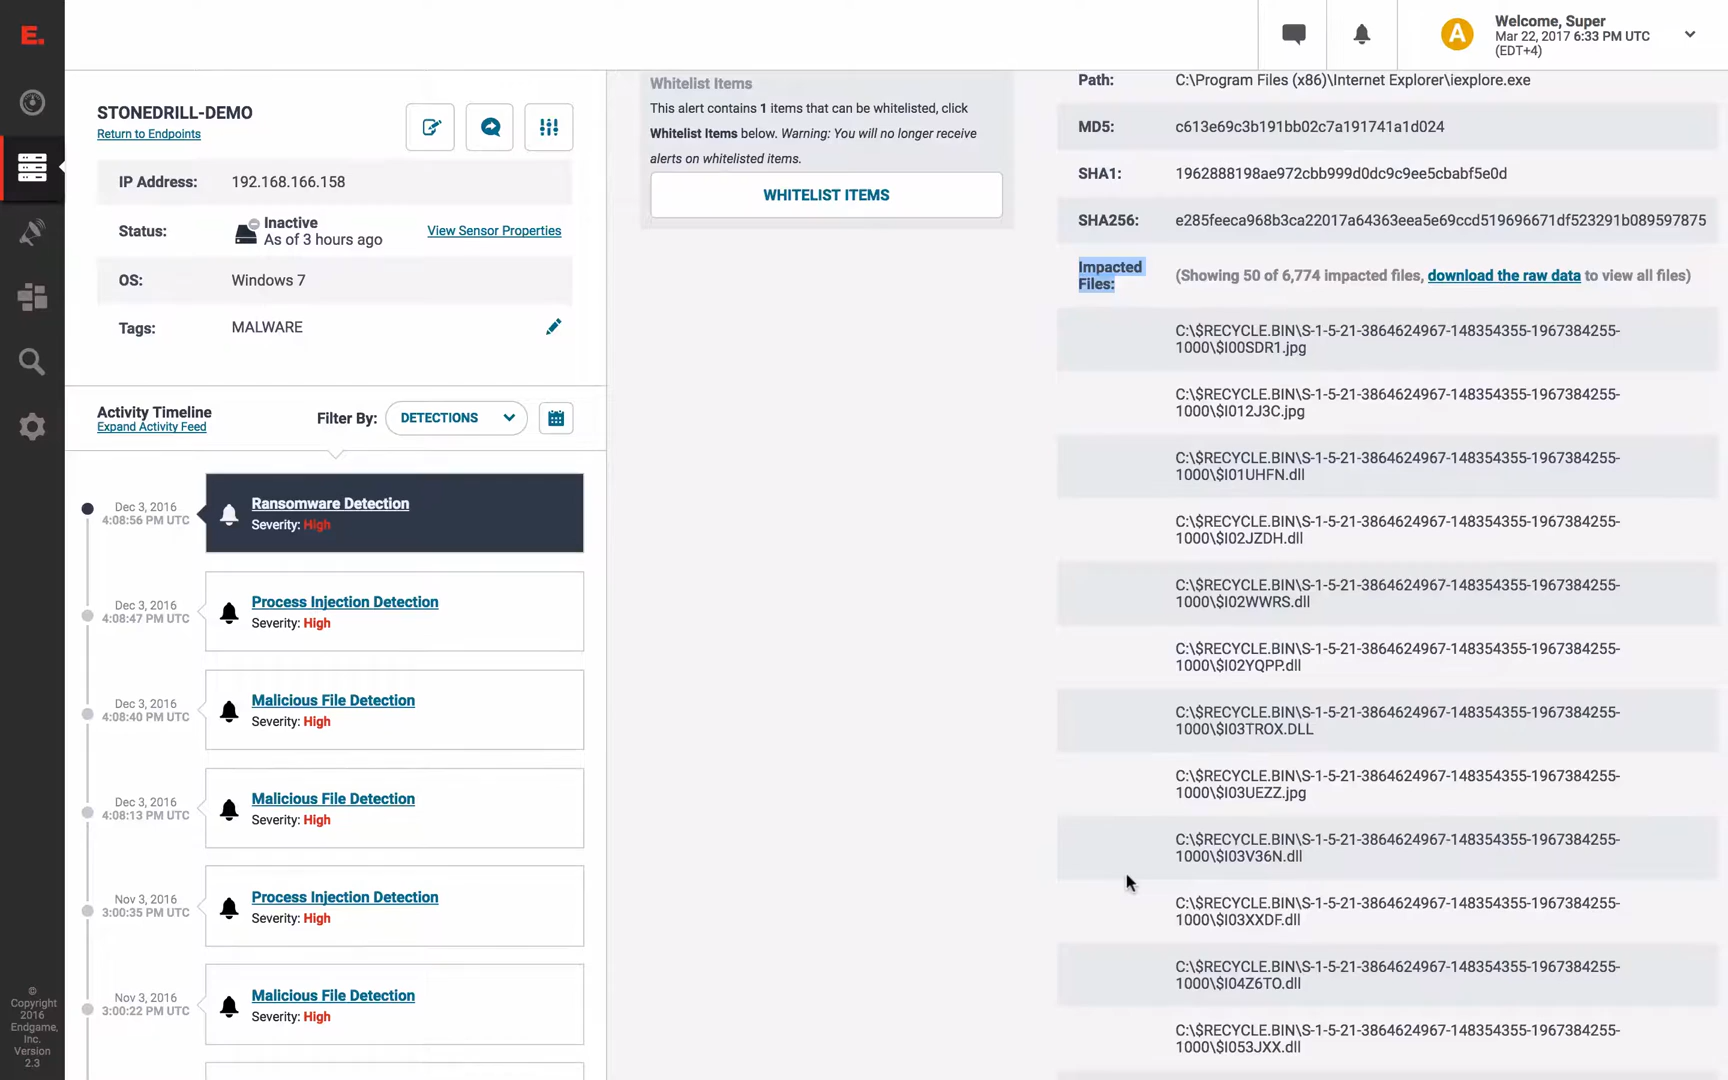 E.
A
Welcome, Super
Mar 22, 2017 6:33 PM UTC
(EDT+4)
STONEDRILL-DEMO
Return to Endpoints
IP Address: 192.168.166.158
Status: Inactive
As of 3 hours ago
View Sensor Properties
OS: Windows 7
Tags: MALWARE
Activity Timeline
Expand Activity Feed
Filter By: DETECTIONS
Dec 3, 2016
4:08:56 PM UTC
Ransomware Detection
Severity: High
Dec 3, 2016
4:08:47 PM UTC
Process Injection Detection
Severity: High
Dec 3, 2016
4:08:40 PM UTC
Malicious File Detection
Severity: High
Dec 3, 2016
4:08:13 PM UTC
Malicious File Detection
Severity: High
Nov 3, 2016
3:00:35 PM UTC
Process Injection Detection
Severity: High
Nov 3, 2016
3:00:22 PM UTC
Malicious File Detection
Severity: High
©
Copyright
2016
Endgame,
Inc.
Version
2.3
Whitelist Items
This alert contains 1 items that can be whitelisted, click
Whitelist Items below. Warning: You will no longer receive
alerts on whitelisted items.
WHITELIST ITEMS
Path: C:\Program Files (x86)\Internet Explorer\iexplore.exe
MD5: c613e69c3b191bb02c7a191741a1d024
SHA1: 1962888198ae972cbb999d0dc9c9ee5cbabf5e0d
SHA256: e285feeca968b3ca22017a64363eea5e69ccd519696671df523291b089597875
Impacted
Files:
(Showing 50 of 6,774 impacted files, download the raw data to view all files)
C:\$RECYCLE.BIN\S-1-5-21-3864624967-148354355-1967384255-
1000\$I00SDR1.jpg
C:\$RECYCLE.BIN\S-1-5-21-3864624967-148354355-1967384255-
1000\$I012J3C.jpg
C:\$RECYCLE.BIN\S-1-5-21-3864624967-148354355-1967384255-
1000\$I01UHFN.dll
C:\$RECYCLE.BIN\S-1-5-21-3864624967-148354355-1967384255-
1000\$I02JZDH.dll
C:\$RECYCLE.BIN\S-1-5-21-3864624967-148354355-1967384255-
1000\$I02WWRS.dll
C:\$RECYCLE.BIN\S-1-5-21-3864624967-148354355-1967384255-
1000\$I02YQPP.dll
C:\$RECYCLE.BIN\S-1-5-21-3864624967-148354355-1967384255-
1000\$I03TROX.DLL
C:\$RECYCLE.BIN\S-1-5-21-3864624967-148354355-1967384255-
1000\$I03UEZZ.jpg
C:\$RECYCLE.BIN\S-1-5-21-3864624967-148354355-1967384255-
1000\$I03V36N.dll
C:\$RECYCLE.BIN\S-1-5-21-3864624967-148354355-1967384255-
1000\$I03XXDF.dll
C:\$RECYCLE.BIN\S-1-5-21-3864624967-148354355-1967384255-
1000\$I04Z6TO.dll
C:\$RECYCLE.BIN\S-1-5-21-3864624967-148354355-1967384255-
1000\$I053JXX.dll